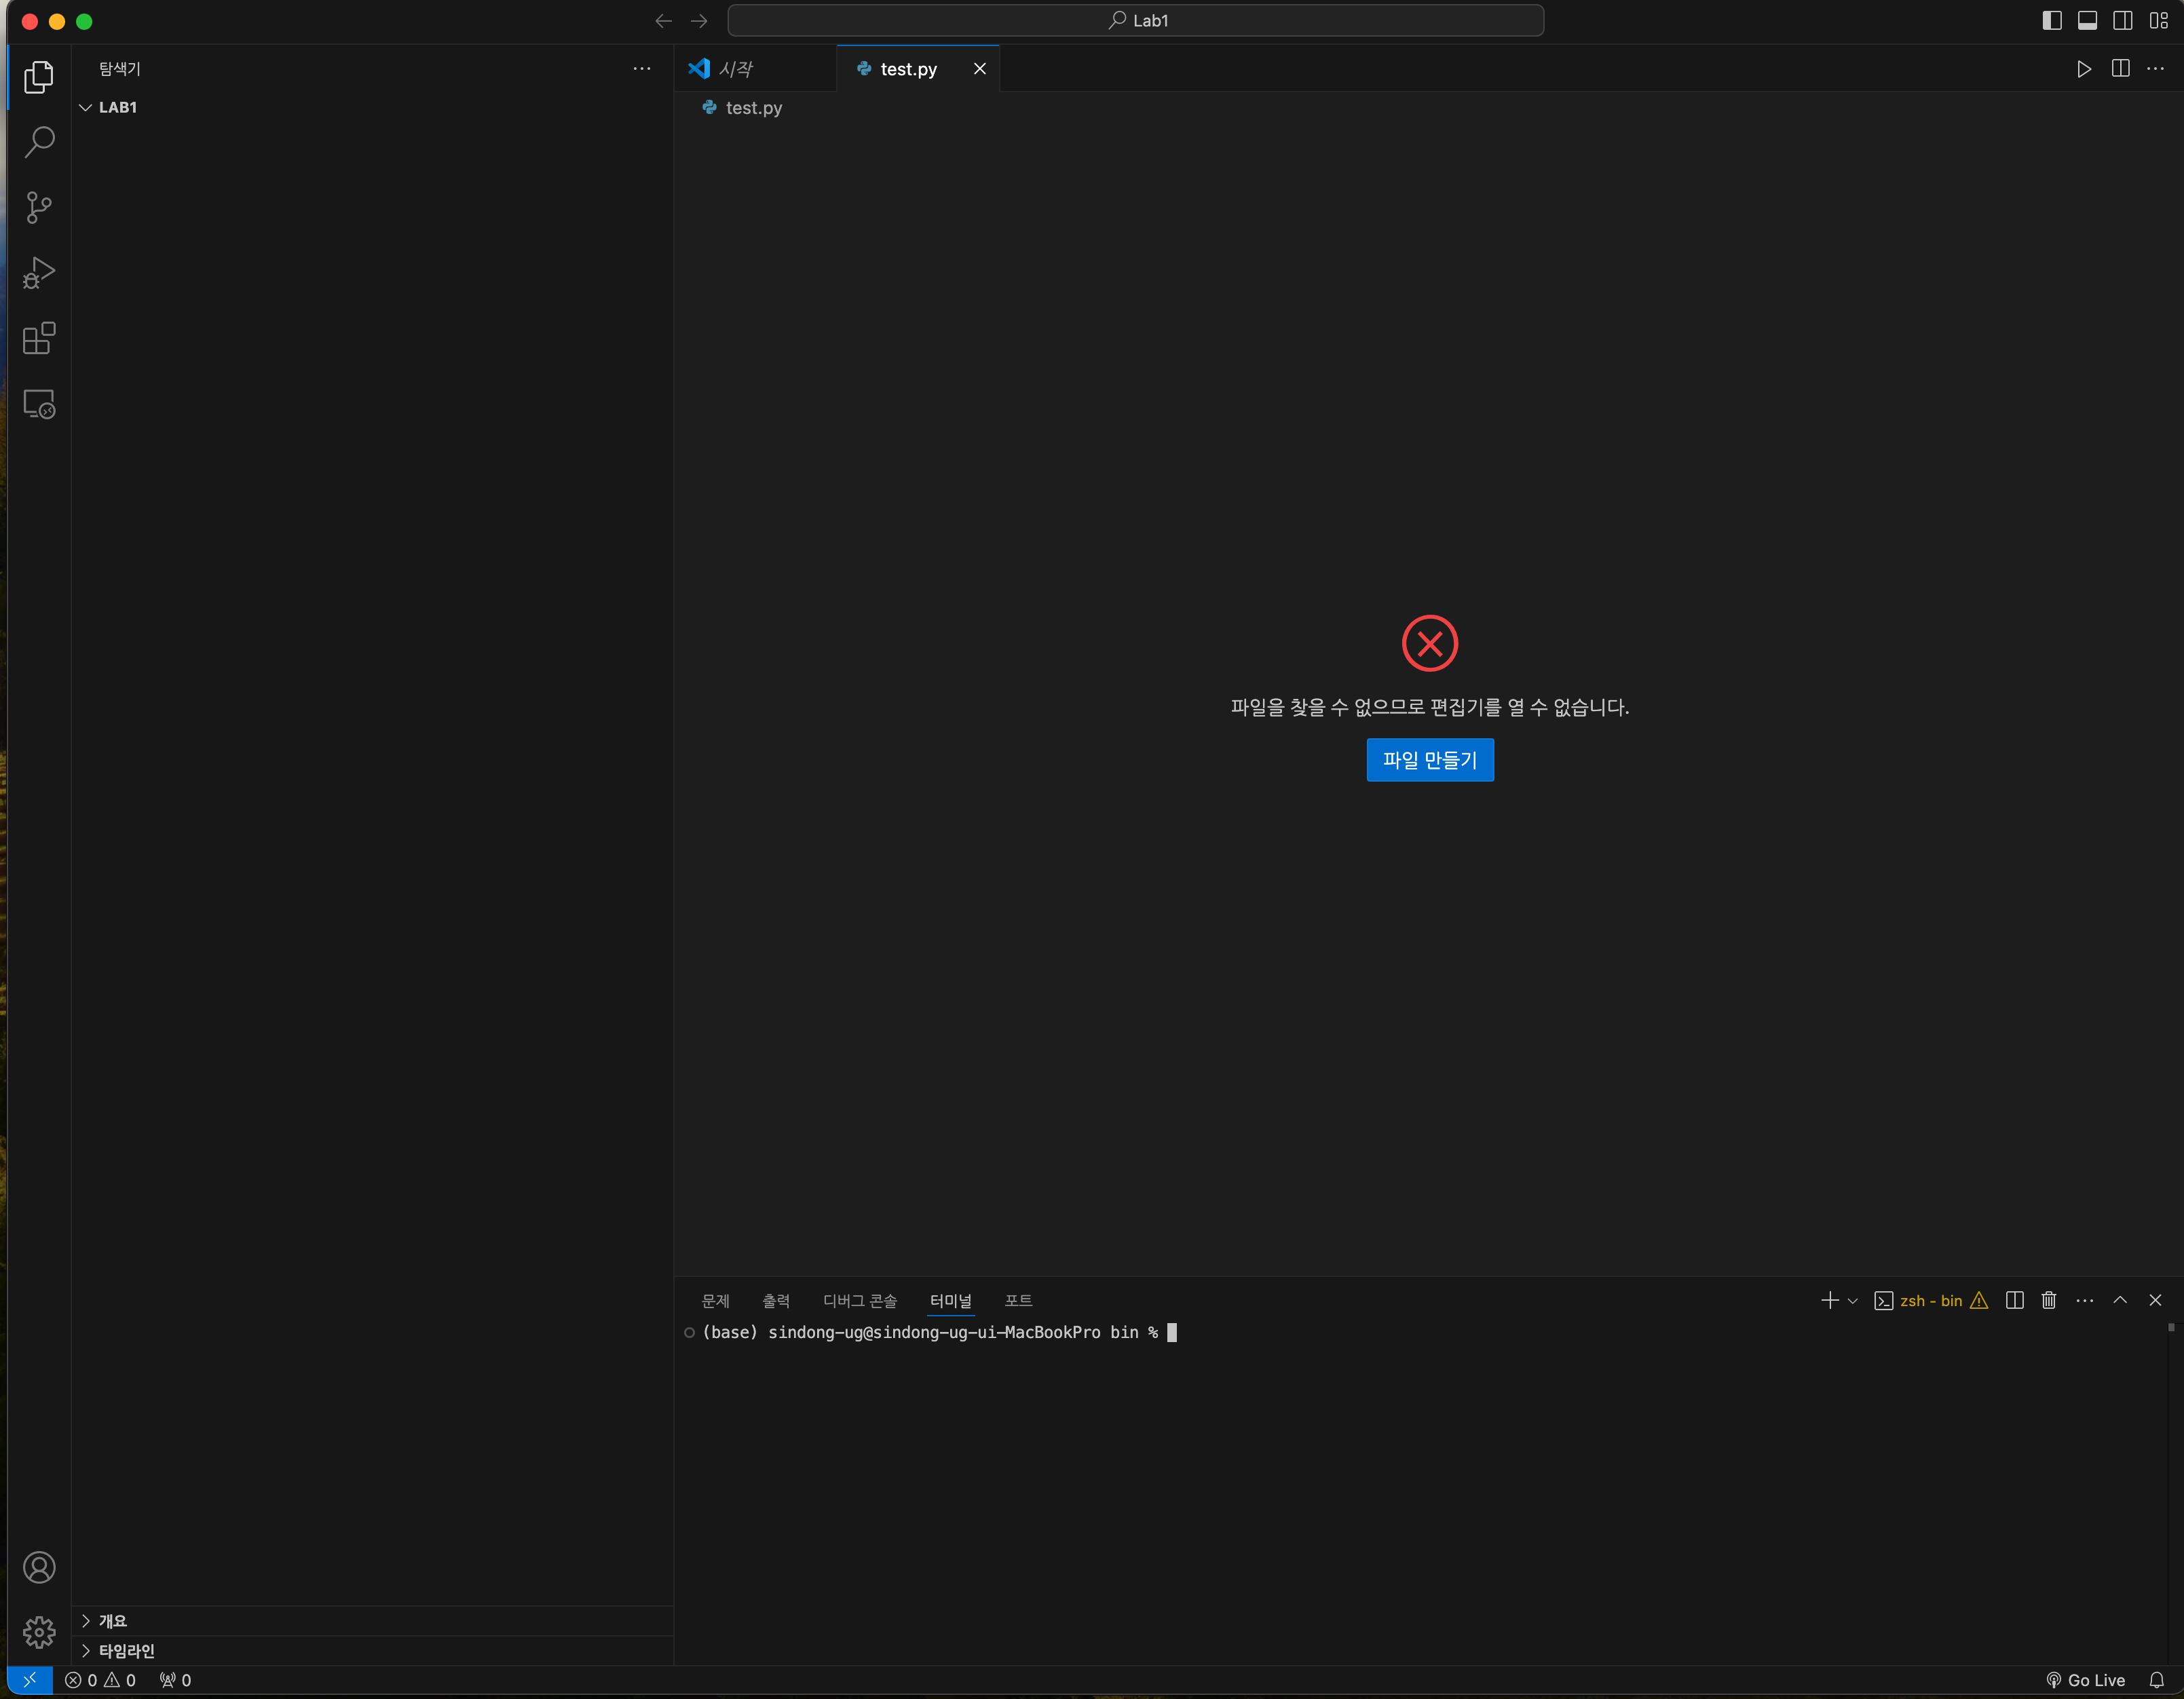 Lab1
탐색기
시작
test.py
LAB1
test.py
파일을 찾을 수 없으므로 편집기를 열 수 없습니다.
파일 만들기
문제 출력 디버그 콘솔 터미널 포트
zsh - bin
(base) sindong-ug@sindong-ug-ui-MacBookPro bin %
개요
타임라인
0 0 0
Go Live